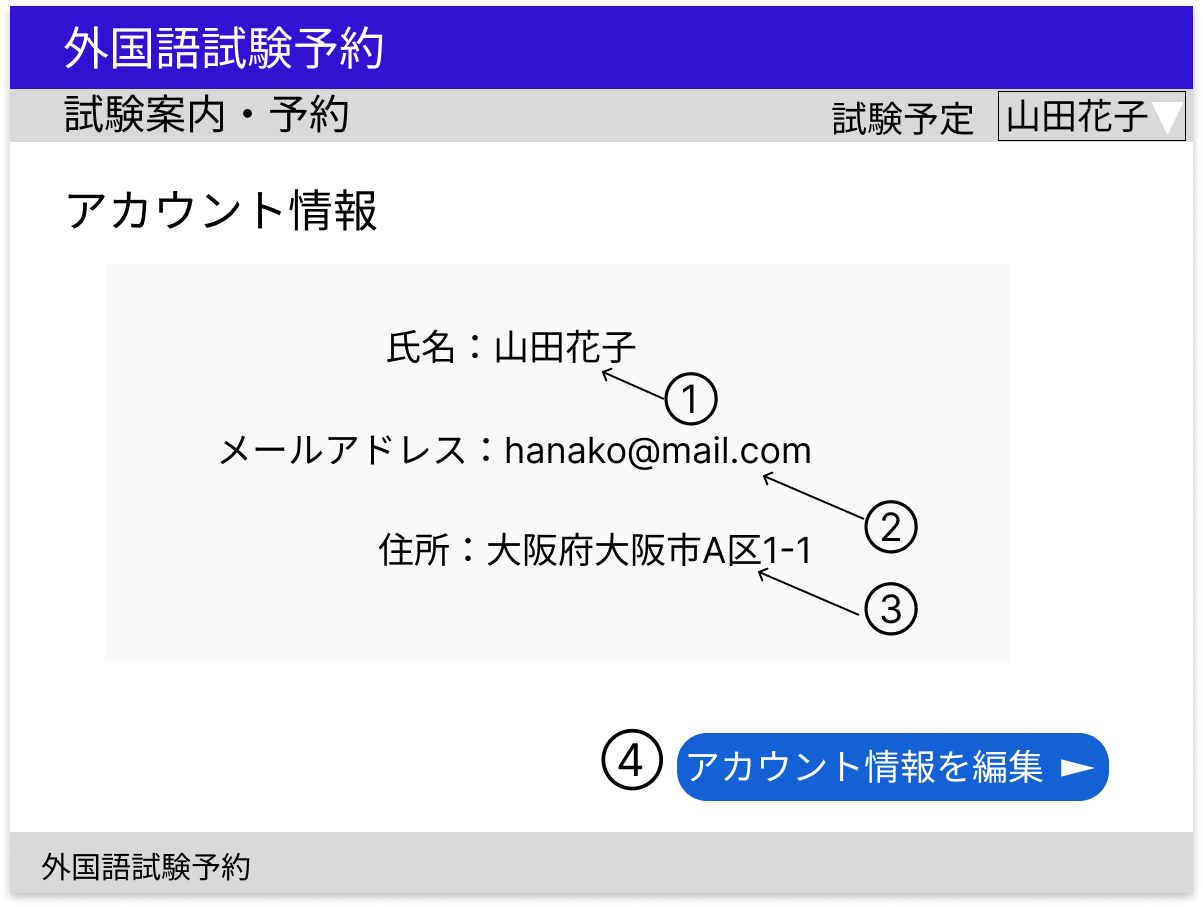 外国語試験予約
試験案内・予約 試験予定 山田花子▼
アカウント情報
氏名：山田花子
①
メールアドレス：hanako@mail.com
②
住所：大阪府大阪市A区1-1
③
④ アカウント情報を編集 ►
外国語試験予約